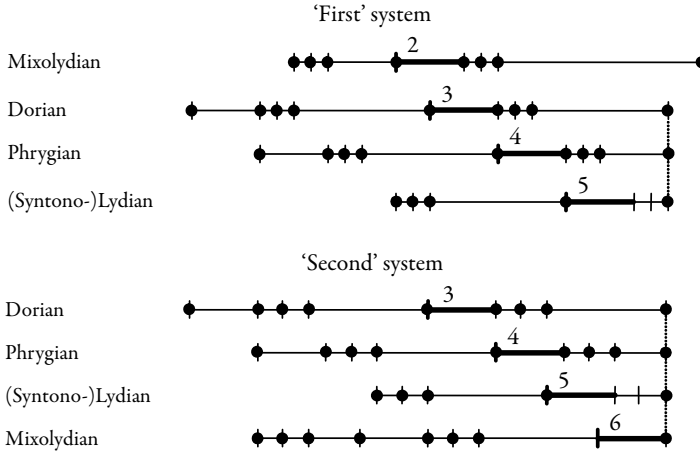 ‘First’ system
2
Mixolydian
3
Dorian
4
Phrygian
5
(Syntono-)Lydian
‘Second’ system
3
Dorian
4
Phrygian
5
(Syntono-)Lydian
6
Mixolydian